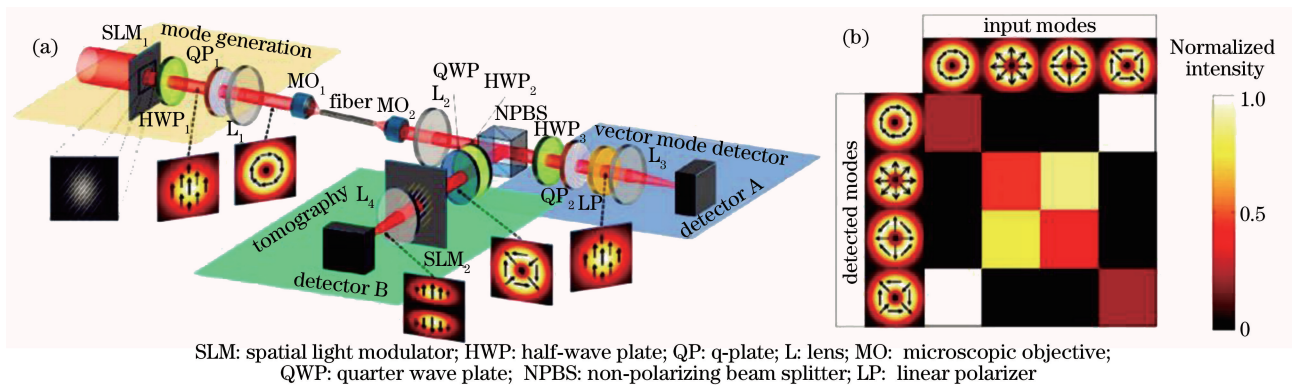 (a)
SLM1
mode generation
QP1
HWP1
L1
MO1
fiber
MO2
L2
QWP
HWP2
NPBS
HWP3
vector mode detector
L3
QP2
LP
detector A
tomography
L4
SLM2
detector B
(b)
input modes
detected modes
Normalized
intensity
1.0
0.5
0
SLM: spatial light modulator; HWP: half-wave plate; QP: q-plate; L: lens; MO: microscopic objective;
QWP: quarter wave plate; NPBS: non-polarizing beam splitter; LP: linear polarizer